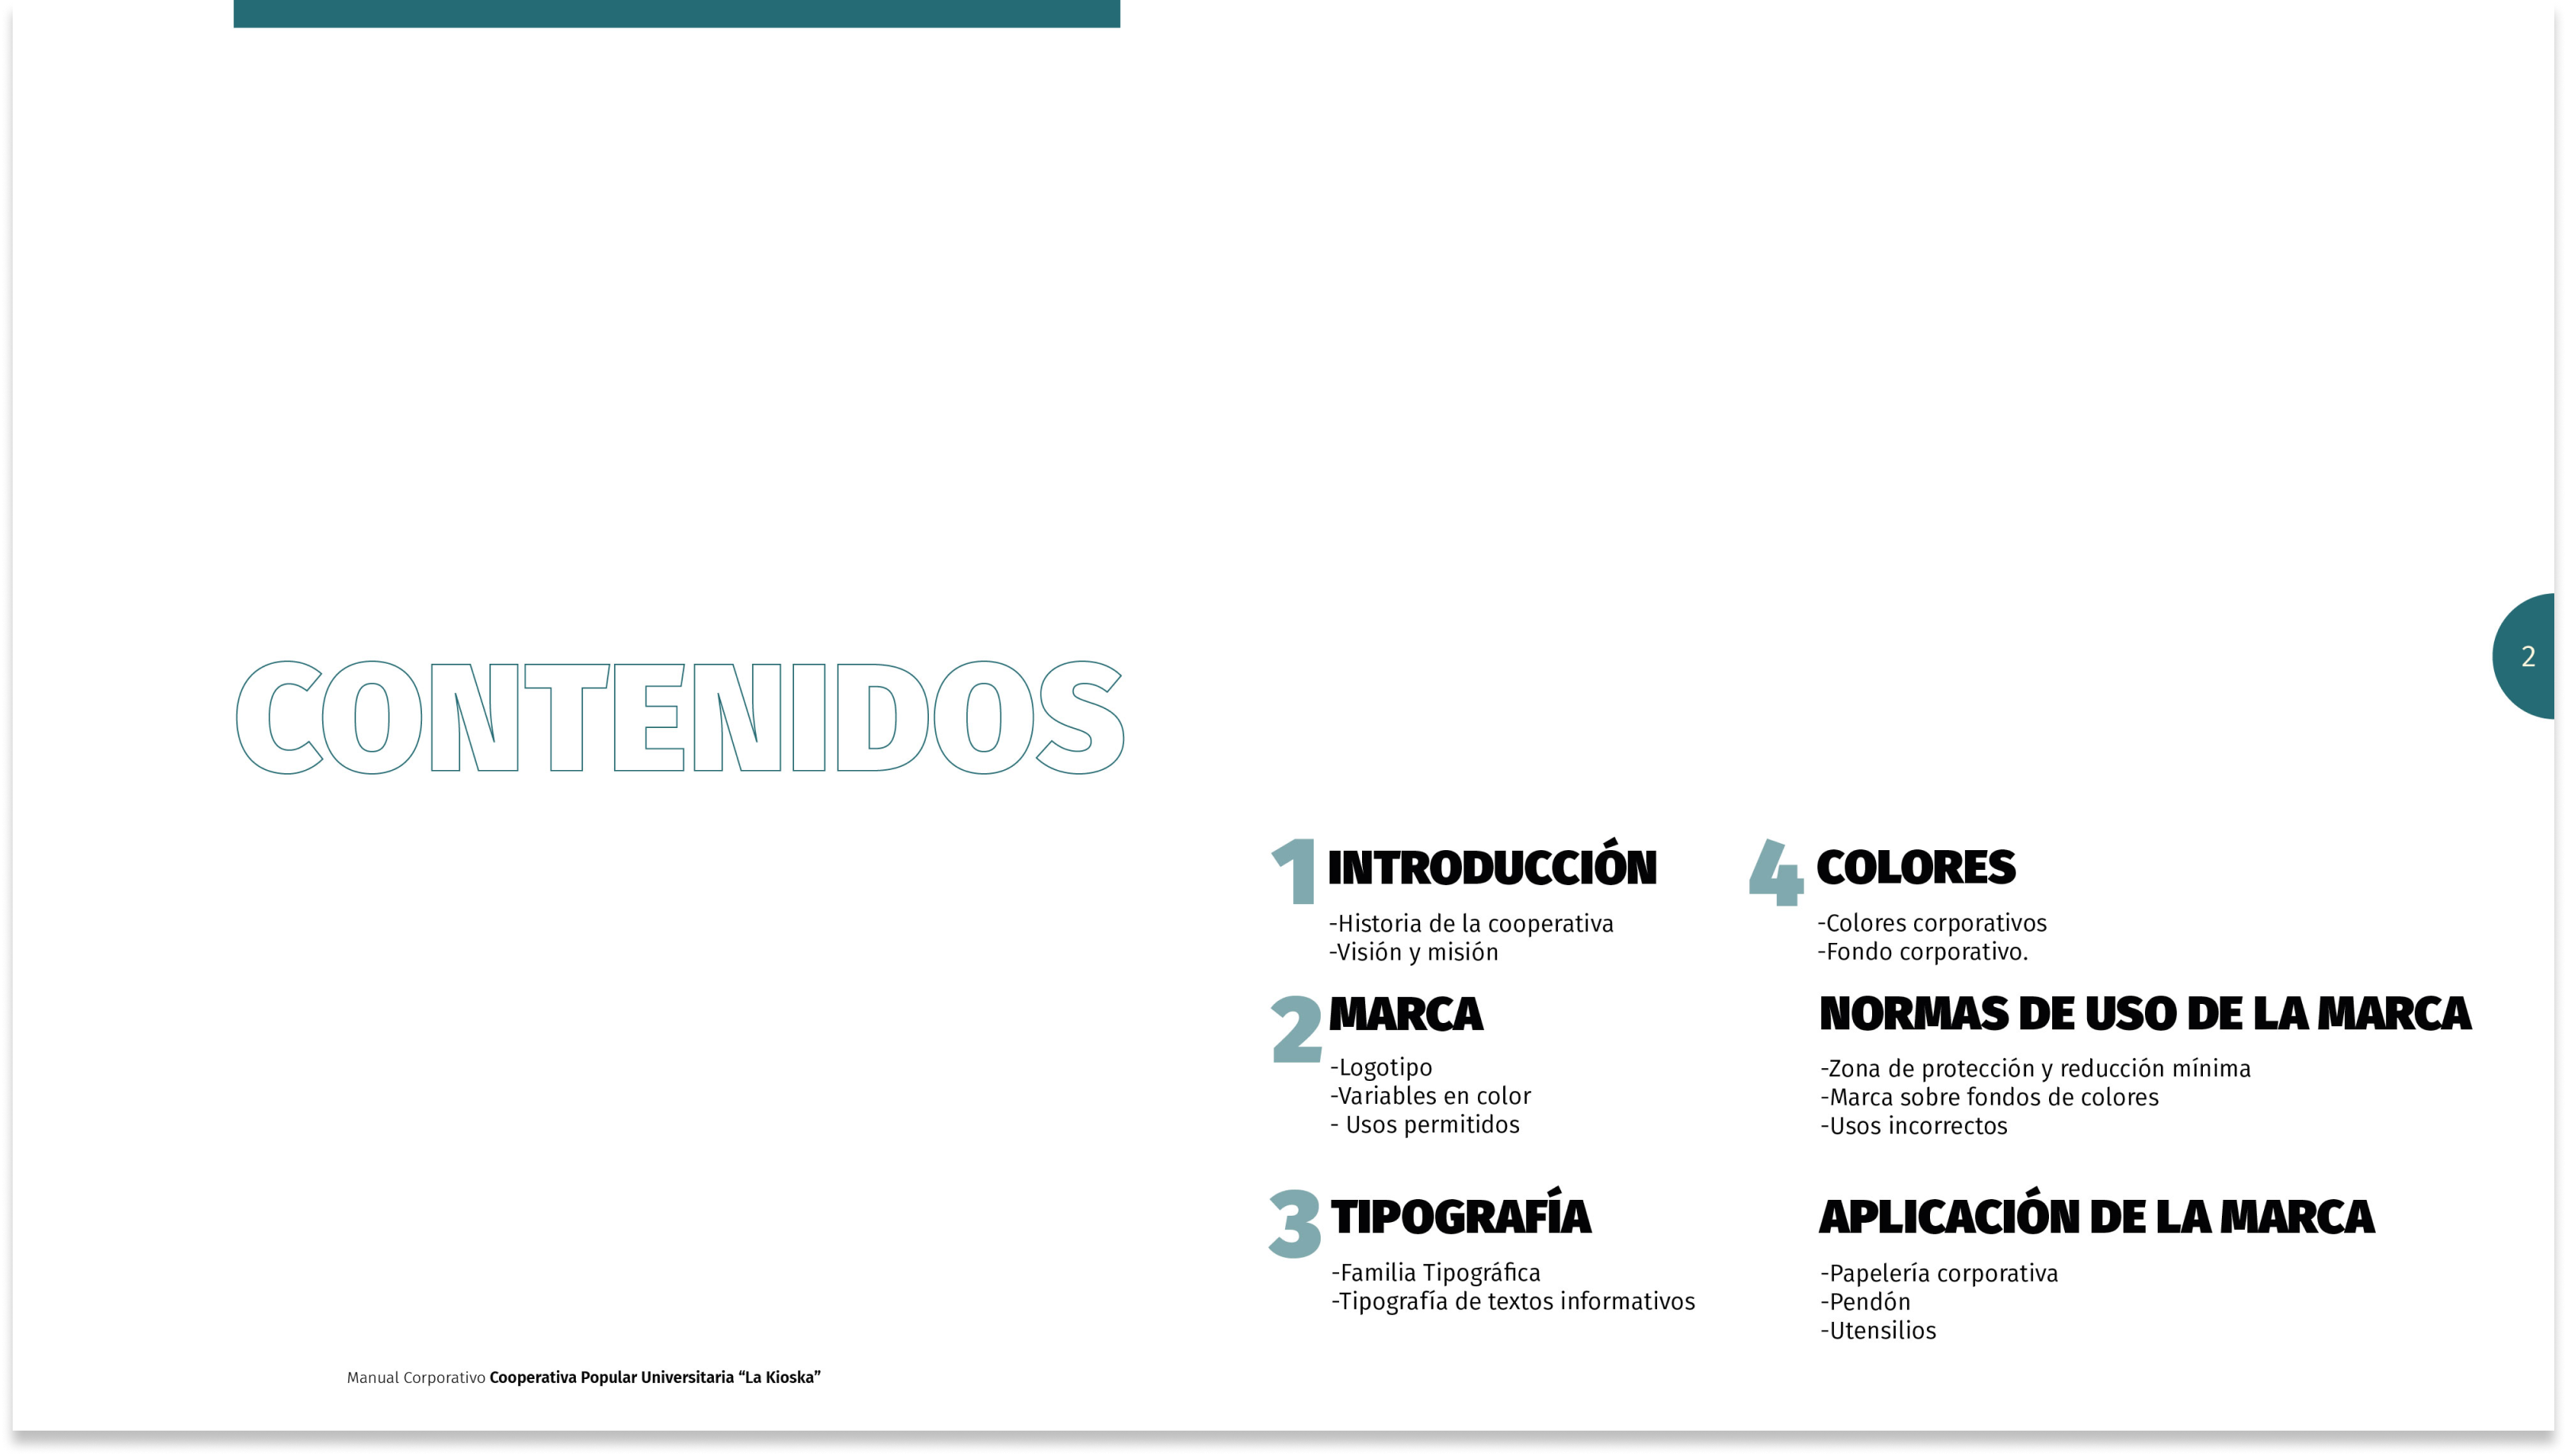 CONTENIDOS
2
1 INTRODUCCIÓN
-Historia de la cooperativa
-Visión y misión
2 MARCA
-Logotipo
-Variables en color
- Usos permitidos
3 TIPOGRAFÍA
-Familia Tipográfica
-Tipografía de textos informativos
4 COLORES
-Colores corporativos
-Fondo corporativo.
NORMAS DE USO DE LA MARCA
-Zona de protección y reducción mínima
-Marca sobre fondos de colores
-Usos incorrectos
APLICACIÓN DE LA MARCA
-Papelería corporativa
-Pendón
-Utensilios
Manual Corporativo Cooperativa Popular Universitaria “La Kioska”